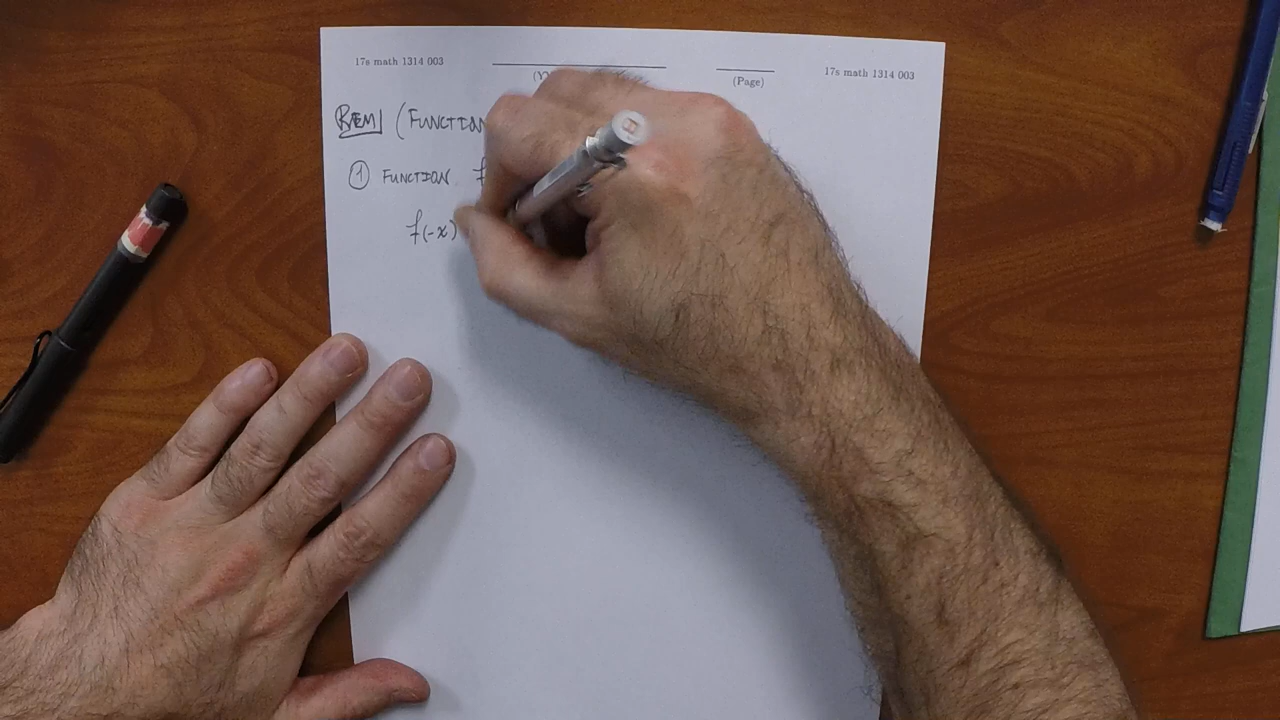 17s math 1314 003 (Page) 17s math 1314 003
REM (FUNCTION
① FUNCTION f
f(-x)